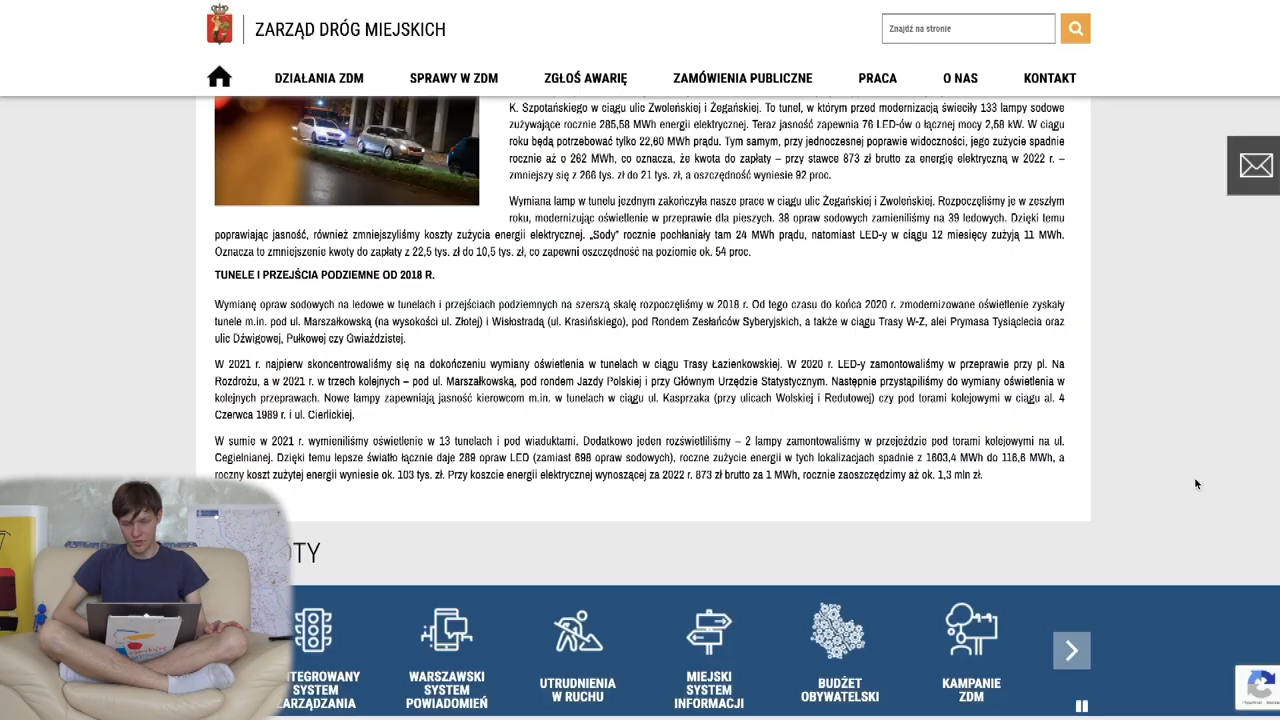 ZARZĄD DRÓG MIEJSKICH
Znajdź na stronie
DZIAŁANIA ZDM SPRAWY W ZDM ZGŁOŚ AWARIĘ ZAMÓWIENIA PUBLICZNE PRACA O NAS KONTAKT
K. Szpotańskiego w ciągu ulic Zwoleńskiej i Żegańskiej. To tunel, w którym przed modernizacją świeciły 133 lampy sodowe
zużywające rocznie 285,58 MWh energii elektrycznej. Teraz jasność zapewnia 76 LED-ów o łącznej mocy 2,58 kW. W ciągu
roku będą potrzebować tylko 22,60 MWh prądu. Tym samym, przy jednoczesnej poprawie widoczności, jego zużycie spadnie
rocznie aż o 262 MWh, co oznacza, że kwota do zapłaty – przy stawce 873 zł brutto za energię elektryczną w 2022 r. –
zmniejszy się z 266 tys. zł do 21 tys. zł, a oszczędność wyniesie 92 proc.
Wymiana lamp w tunelu jezdnym zakończyła nasze prace w ciągu ulic Żegańskiej i Zwoleńskiej. Rozpoczęliśmy je w zeszłym
roku, modernizując oświetlenie w przeprawie dla pieszych. 38 opraw sodowych zamieniliśmy na 39 ledowych. Dzięki temu
poprawiając jasność, również zmniejszyliśmy koszty zużycia energii elektrycznej. „Sody” rocznie pochłaniały tam 24 MWh prądu, natomiast LED-y w ciągu 12 miesięcy zużyją 11 MWh.
Oznacza to zmniejszenie kwoty do zapłaty z 22,5 tys. zł do 10,5 tys. zł, co zapewni oszczędność na poziomie ok. 54 proc.
TUNELE I PRZEJŚCIA PODZIEMNE OD 2018 R.
Wymianę opraw sodowych na ledowe w tunelach i przejściach podziemnych na szerszą skalę rozpoczęliśmy w 2018 r. Od tego czasu do końca 2020 r. zmodernizowane oświetlenie zyskały
tunele m.in. pod ul. Marszałkowską (na wysokości ul. Złotej) i Wisłostradą (ul. Krasińskiego), pod Rondem Zesłańców Syberyjskich, a także w ciągu Trasy W-Z, alei Prymasa Tysiąclecia oraz
ulic Dźwigowej, Pułkowej czy Gwiaździstej.
W 2021 r. najpierw skoncentrowaliśmy się na dokończeniu wymiany oświetlenia w tunelach w ciągu Trasy Łazienkowskiej. W 2020 r. LED-y zamontowaliśmy w przeprawie przy pl. Na
Rozdrożu, a w 2021 r. w trzech kolejnych – pod ul. Marszałkowską, pod rondem Jazdy Polskiej i przy Głównym Urzędzie Statystycznym. Następnie przystąpiliśmy do wymiany oświetlenia w
kolejnych przeprawach. Nowe lampy zapewniają jasność kierowcom m.in. w tunelach w ciągu ul. Kasprzaka (przy ulicach Wolskiej i Redutowej) czy pod torami kolejowymi w ciągu al. 4
Czerwca 1989 r. i ul. Cierlickiej.
W sumie w 2021 r. wymieniliśmy oświetlenie w 13 tunelach i pod wiaduktami. Dodatkowo jeden rozświetliliśmy – 2 lampy zamontowaliśmy w przejeździe pod torami kolejowymi na ul.
Cegielnianej. Dzięki temu lepsze światło łącznie daje 289 opraw LED (zamiast 698 opraw sodowych), roczne zużycie energii w tych lokalizacjach spadnie z 1603,4 MWh do 116,6 MWh, a
roczny koszt zużytej energii wyniesie ok. 103 tys. zł. Przy koszcie energii elektrycznej wynoszącej za 2022 r. 873 zł brutto za 1 MWh, rocznie zaoszczędzimy aż ok. 1,3 mln zł.
OTY
NTEGROWANY
SYSTEM
ZARZĄDZANIA
WARSZAWSKI
SYSTEM
POWIADOMIEŃ
UTRUDNIENIA
W RUCHU
MIEJSKI
SYSTEM
INFORMACJI
BUDŻET
OBYWATELSKI
KAMPANIE
ZDM